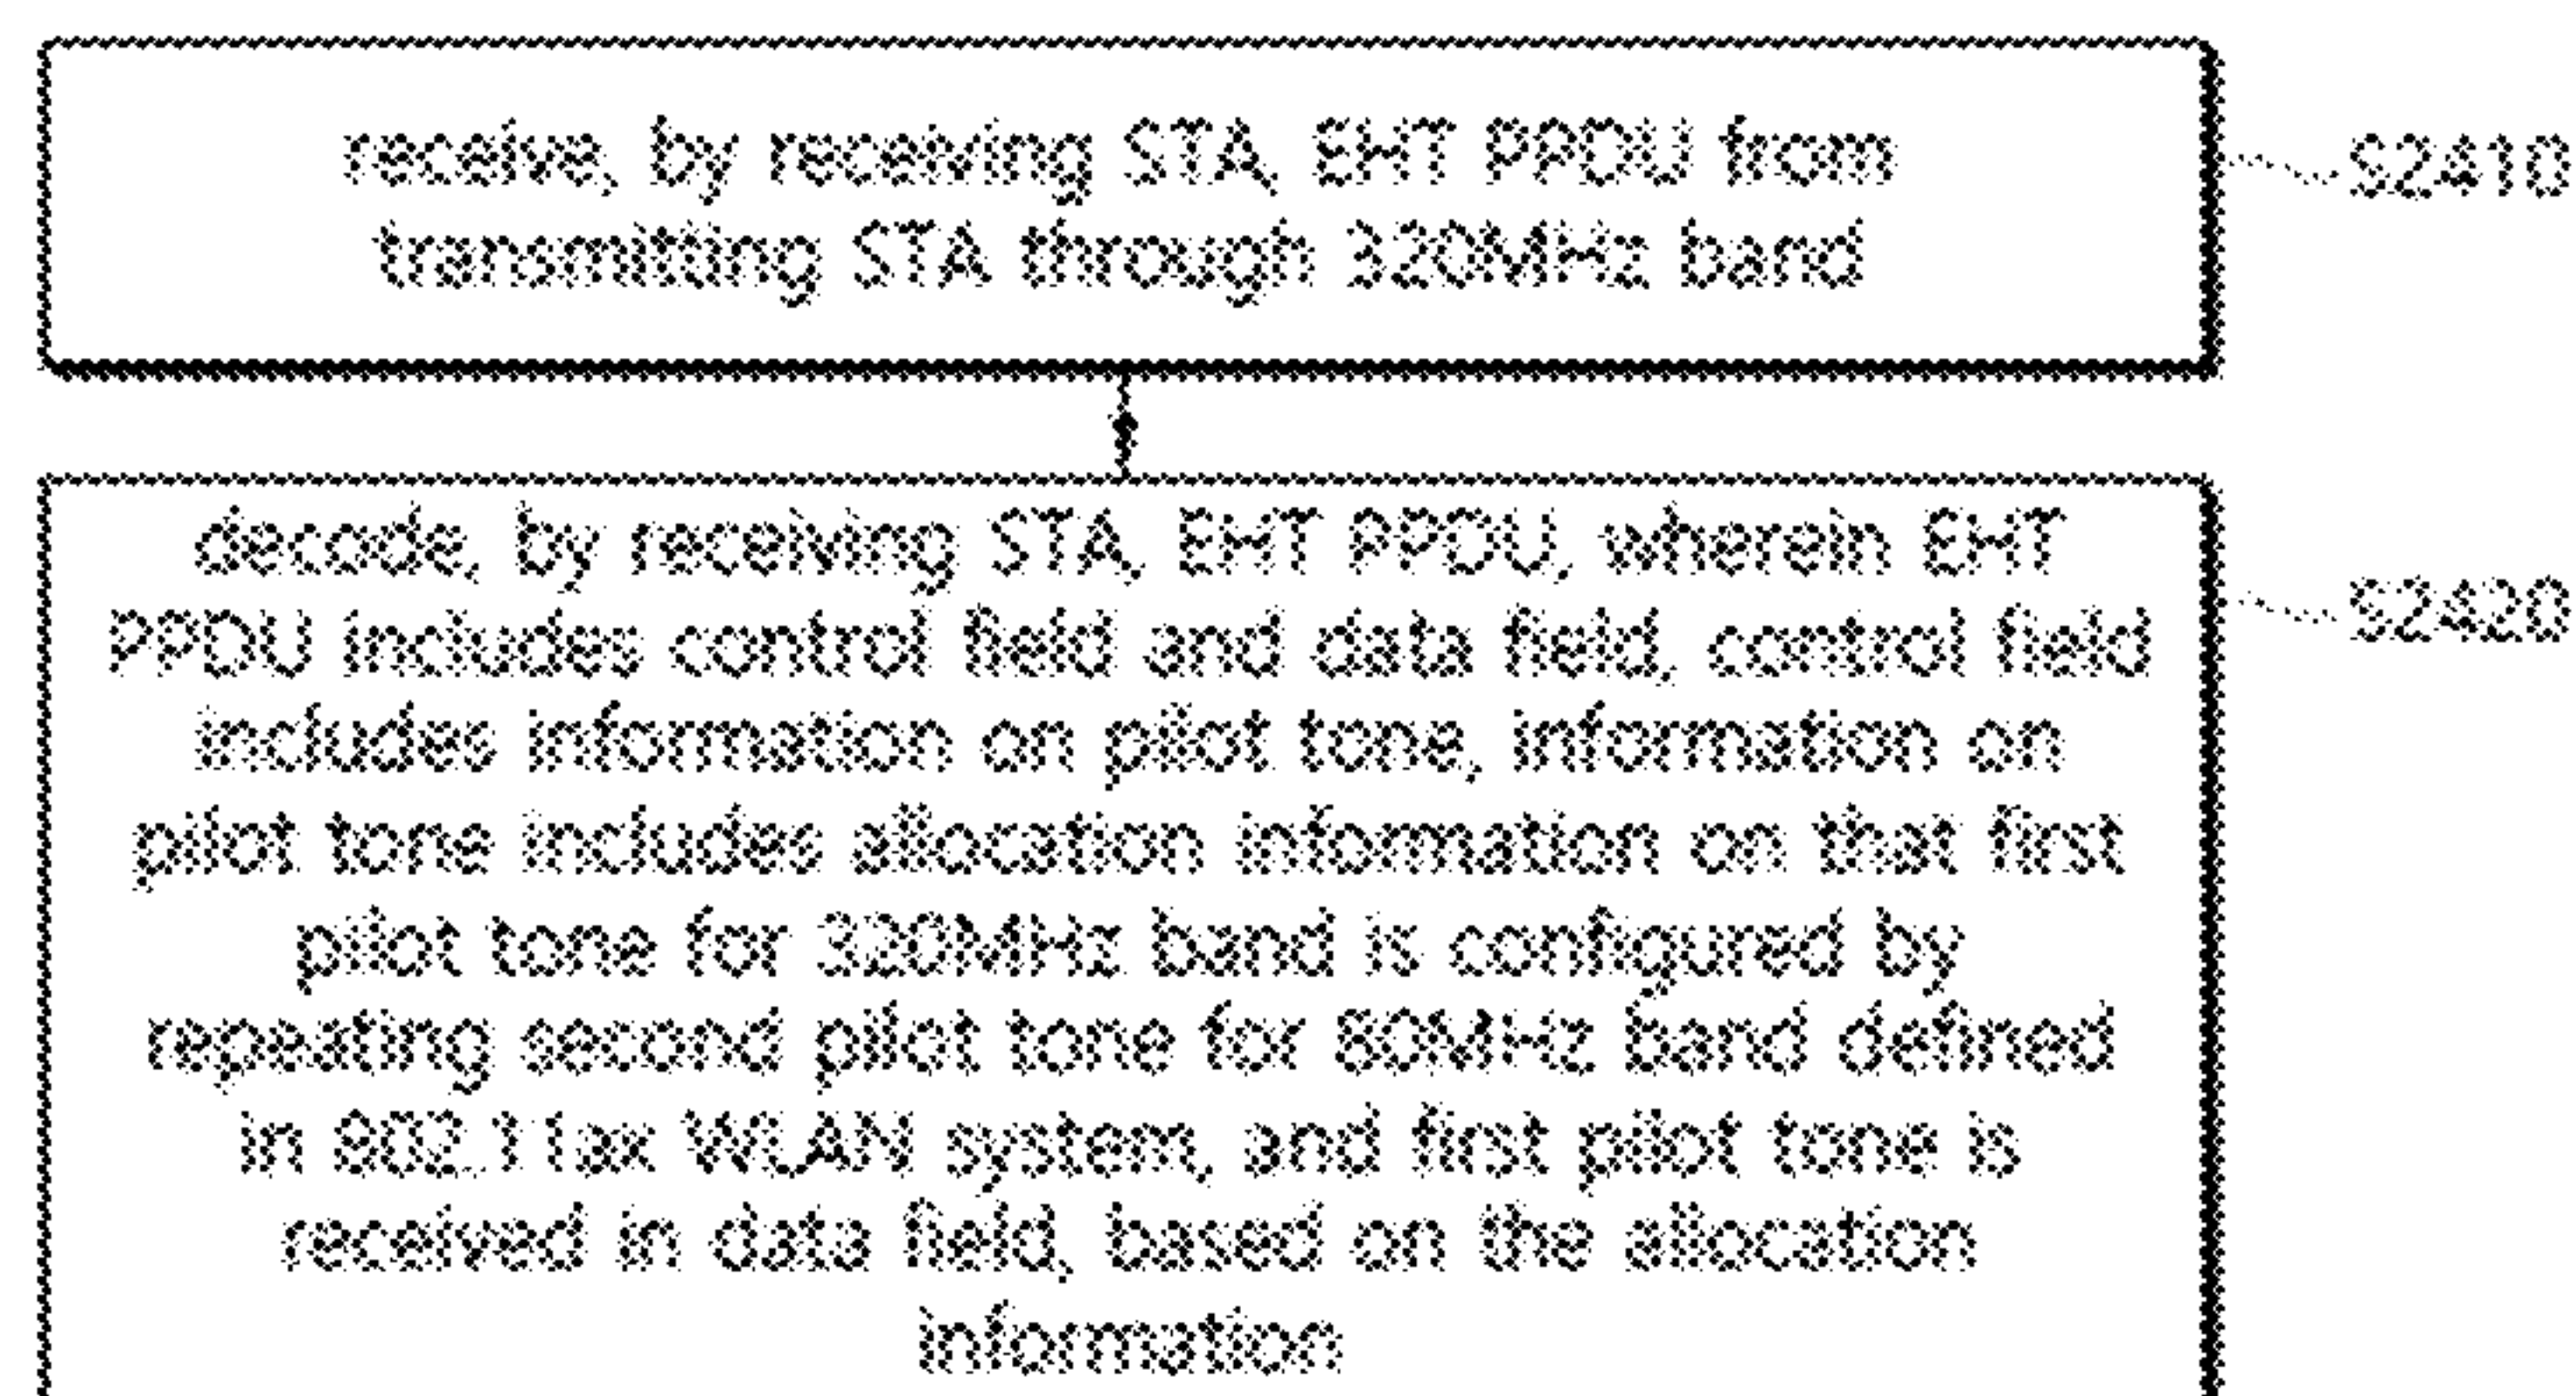 receive, by receiving STA, EHT PPDU from
transmitting STA through 320MHz band
S2410
decode, by receiving STA, EHT PPDU, wherein EHT
PPDU includes control field and data field, control field
includes information on pilot tone, information on
pilot tone includes allocation information on that first
pilot tone for 320MHz band is configured by
repeating second pilot tone for 80MHz band defined
in 802.11ax WLAN system, and first pilot tone is
received in data field, based on the allocation
information
S2420